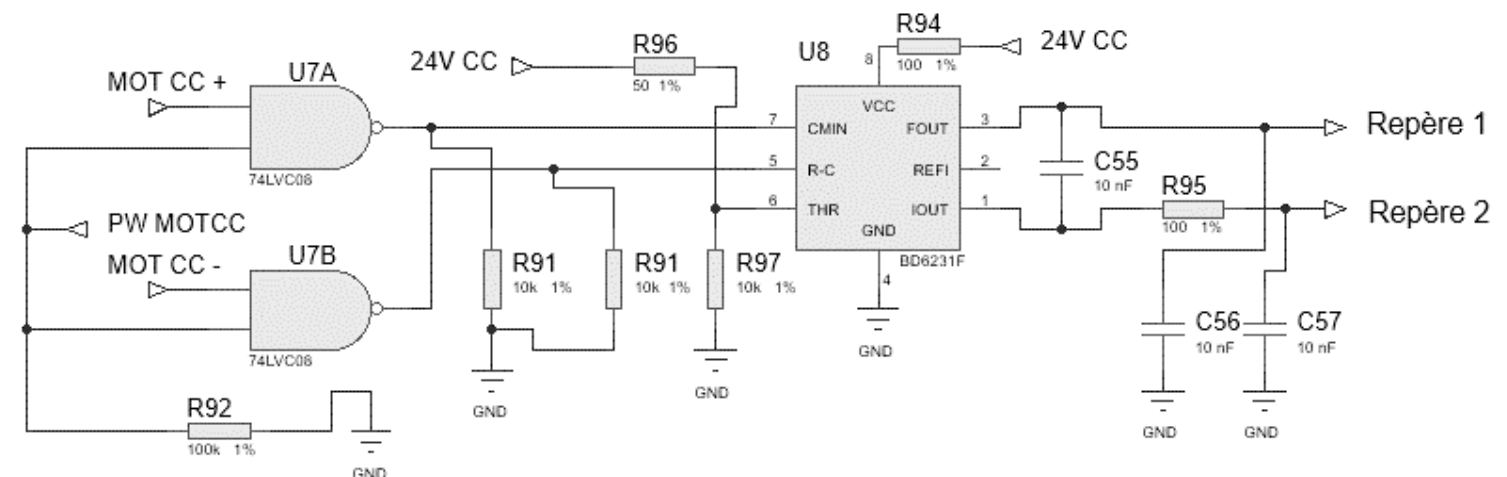 MOT CC +
U7A
74LVC08
PW MOTCC
MOT CC -
U7B
74LVC08
R92
100k 1%
GND
24V CC
R96
50 1%
R91
10k 1%
GND
R91
10k 1%
R97
10k 1%
GND
U8
8
R94
100 1%
24V CC
VCC
7
CMIN
FOUT
3
5
R-C
REFI
2
6
THR
IOUT
1
GND
BD6231F
4
GND
C55
10 nF
R95
100 1%
Repère 1
Repère 2
C56
10 nF
GND
C57
10 nF
GND